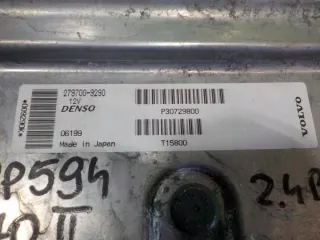 279700-9290
12V
DENSO
P30729800
06199
Made in Japan
T15800
VOLVO
P594
2.4